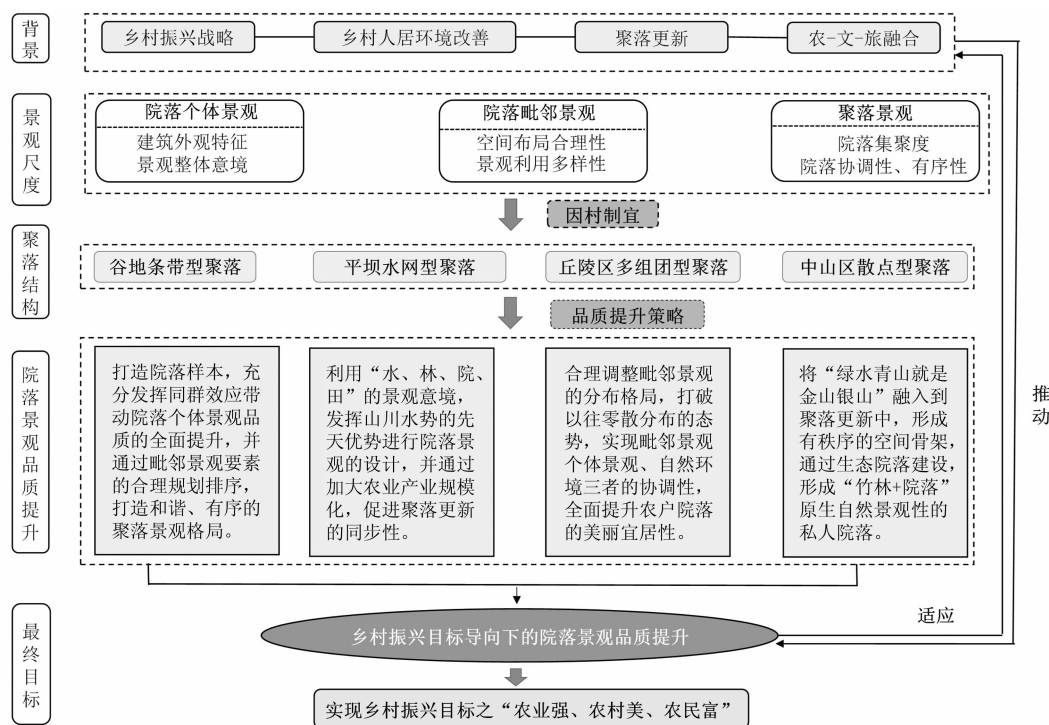 背景
乡村振兴战略
乡村人居环境改善
聚落更新
农-文-旅融合
景观尺度
院落个体景观
建筑外观特征
景观整体意境
院落毗邻景观
空间布局合理性
景观利用多样性
聚落景观
院落集聚度
院落协调性、有序性
因村制宜
聚落结构
谷地条带型聚落
平坝水网型聚落
丘陵区多组团型聚落
中山区散点型聚落
品质提升策略
院落景观品质提升
打造院落样本，充
分发挥同群效应带
动院落个体景观品
质的全面提升，并
通过毗邻景观要素
的合理规划排序，
打造和谐、有序的
聚落景观格局。
利用“水、林、院、
田”的景观意境，
发挥山川水势的先
天优势进行院落景
观的设计，并通过
加大农业产业规模
化，促进聚落更新
的同步性。
合理调整毗邻景观
的分布格局，打破
以往零散分布的态
势，实现毗邻景观
个体景观、自然环
境三者的协调性，
全面提升农户院落
的美丽宜居性。
将“绿水青山就是
金山银山”融入到
聚落更新中，形成
有秩序的空间骨架，
通过生态院落建设，
形成“竹林+院落”
原生自然景观性的
私人院落。
推动
适应
最终目标
乡村振兴目标导向下的院落景观品质提升
实现乡村振兴目标之“农业强、农村美、农民富”